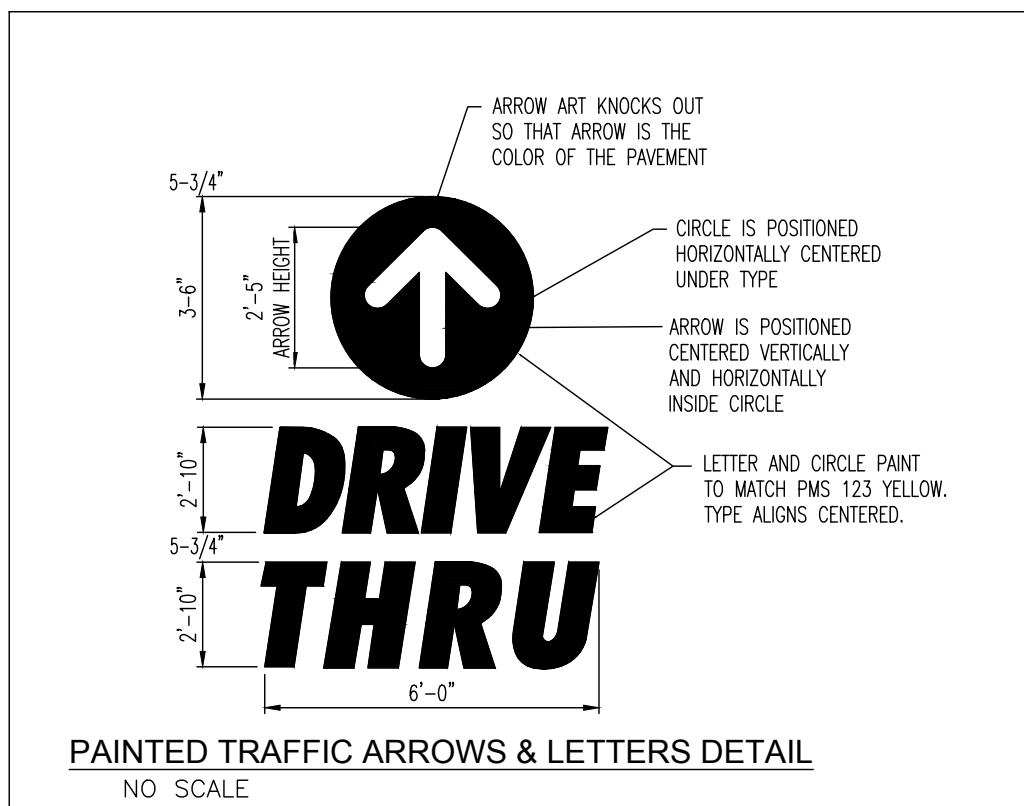 ARROW ART KNOCKS OUT
SO THAT ARROW IS THE
COLOR OF THE PAVEMENT
5-3/4"
CIRCLE IS POSITIONED
HORIZONTALLY CENTERED
UNDER TYPE
3-6"
2'-5"
ARROW HEIGHT
ARROW IS POSITIONED
CENTERED VERTICALLY
AND HORIZONTALLY
INSIDE CIRCLE
DRIVE
2'-10"
LETTER AND CIRCLE PAINT
TO MATCH PMS 123 YELLOW.
TYPE ALIGNS CENTERED.
5-3/4"
THRU
2'-10"
6'-0"
PAINTED TRAFFIC ARROWS & LETTERS DETAIL
NO SCALE